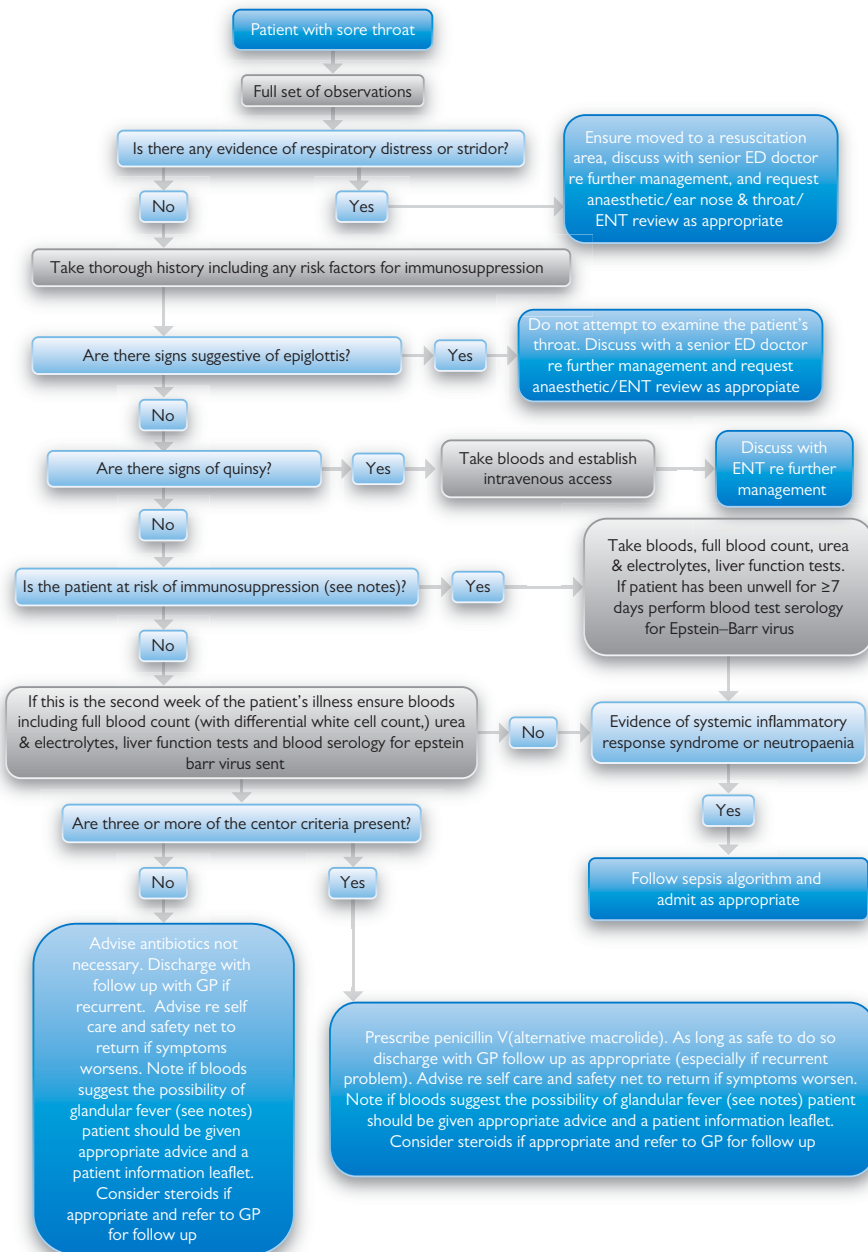 Patient with sore throat
Full set of observations
Is there any evidence of respiratory distress or stridor?
No
Yes
Ensure moved to a resuscitation
area, discuss with senior ED doctor
re further management, and request
anaesthetic/ear nose & throat/
ENT review as appropriate
Take thorough history including any risk factors for immunosuppression
Are there signs suggestive of epiglottis?
Yes
Do not attempt to examine the patient's
throat. Discuss with a senior ED doctor
re further management and request
anaesthetic/ENT review as appropiate
No
Are there signs of quinsy?
Yes
Take bloods and establish
intravenous access
Discuss with
ENT re further
management
No
Is the patient at risk of immunosuppression (see notes)?
Yes
Take bloods, full blood count, urea
& electrolytes, liver function tests.
If patient has been unwell for ≥7
days perform blood test serology
for Epstein–Barr virus
No
If this is the second week of the patient's illness ensure bloods
including full blood count (with differential white cell count,) urea
& electrolytes, liver function tests and blood serology for epstein
barr virus sent
No
Evidence of systemic inflammatory
response syndrome or neutropaenia
Yes
Follow sepsis algorithm and
admit as appropriate
Are three or more of the centor criteria present?
No
Yes
Advise antibiotics not
necessary. Discharge with
follow up with GP if
recurrent. Advise re self
care and safety net to
return if symptoms
worsens. Note if bloods
suggest the possibility of
glandular fever (see notes)
patient should be given
appropriate advice and a
patient information leaflet.
Consider steroids if
appropriate and refer to GP
for follow up
Prescribe penicillin V(alternative macrolide). As long as safe to do so
discharge with GP follow up as appropriate (especially if recurrent
problem). Advise re self care and safety net to return if symptoms worsen.
Note if bloods suggest the possibility of glandular fever (see notes) patient
should be given appropriate advice and a patient information leaflet.
Consider steroids if appropriate and refer to GP for follow up